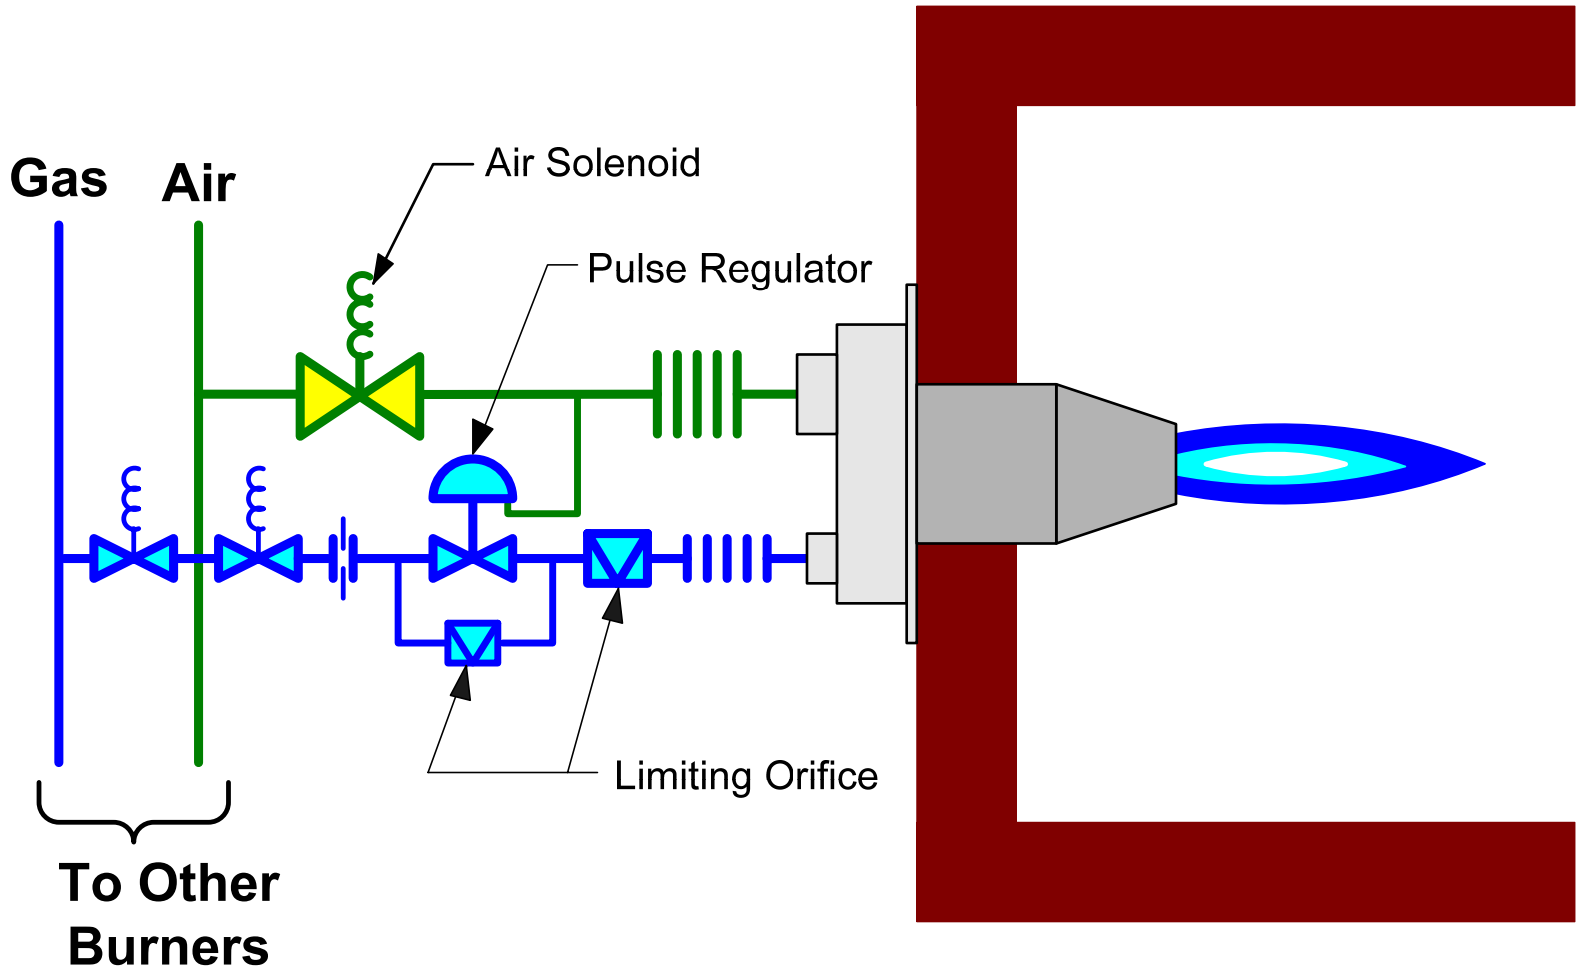 Gas
Air
Air Solenoid
Pulse Regulator
Limiting Orifice
To Other
Burners